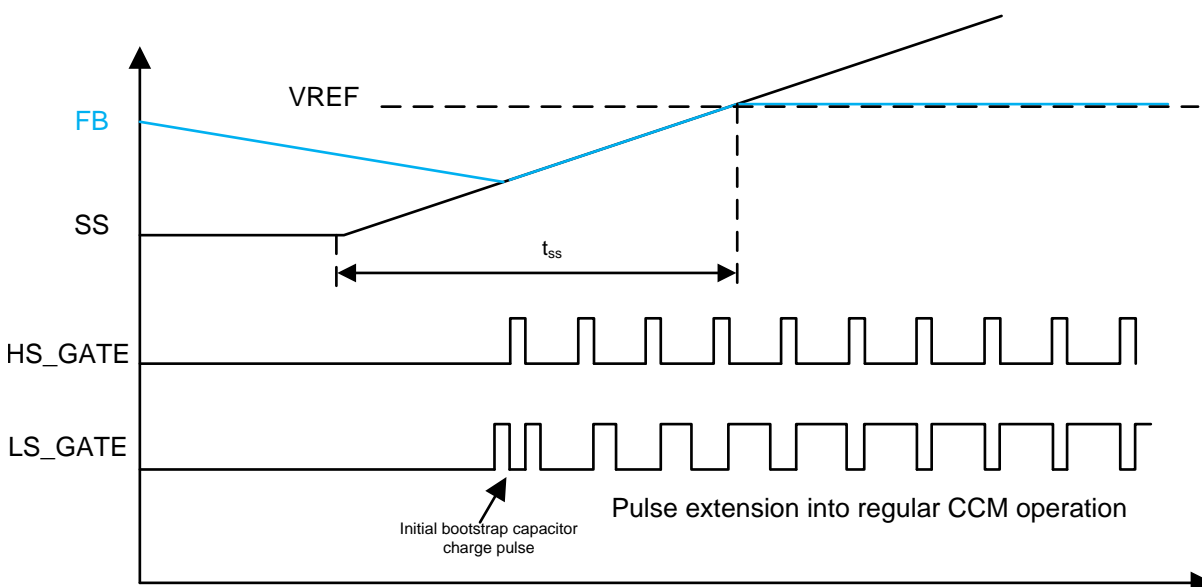 VREF
FB
SS
tss
HS_GATE
LS_GATE
Initial bootstrap capacitor
charge pulse
Pulse extension into regular CCM operation